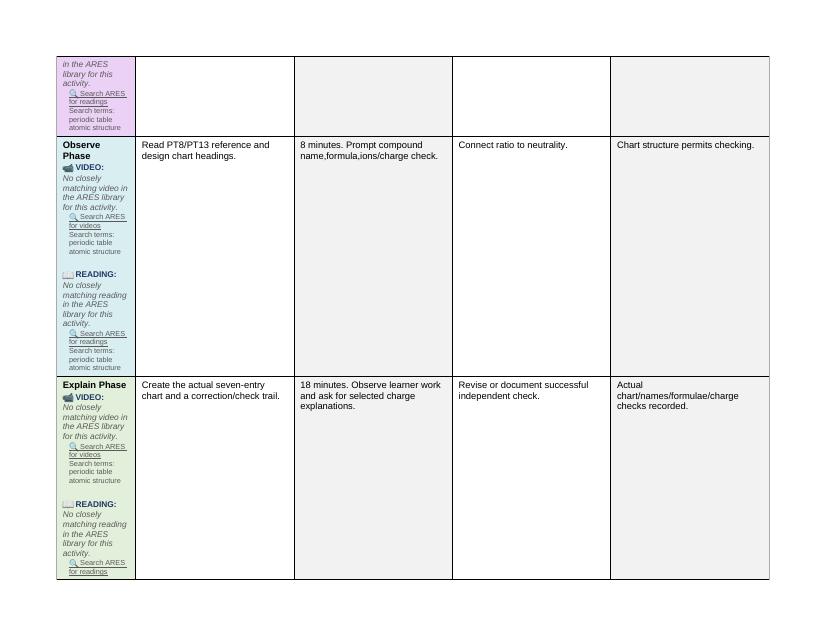 in the ARES
library for this
activity.
🔍 Search ARES
for readings
Search terms:
periodic table
atomic structure
Observe
Phase
📹 VIDEO:
No closely
matching video in
the ARES library
for this activity.
🔍 Search ARES
for videos
Search terms:
periodic table
atomic structure
📖 READING:
No closely
matching reading
in the ARES
library for this
activity.
🔍 Search ARES
for readings
Search terms:
periodic table
atomic structure
Read PT8/PT13 reference and
design chart headings.
8 minutes. Prompt compound
name,formula,ions/charge check.
Connect ratio to neutrality.
Chart structure permits checking.
Explain Phase
📹 VIDEO:
No closely
matching video in
the ARES library
for this activity.
🔍 Search ARES
for videos
Search terms:
periodic table
atomic structure
📖 READING:
No closely
matching reading
in the ARES
library for this
activity.
🔍 Search ARES
for readings
Create the actual seven-entry
chart and a correction/check trail.
18 minutes. Observe learner work
and ask for selected charge
explanations.
Revise or document successful
independent check.
Actual
chart/names/formulae/charge
checks recorded.